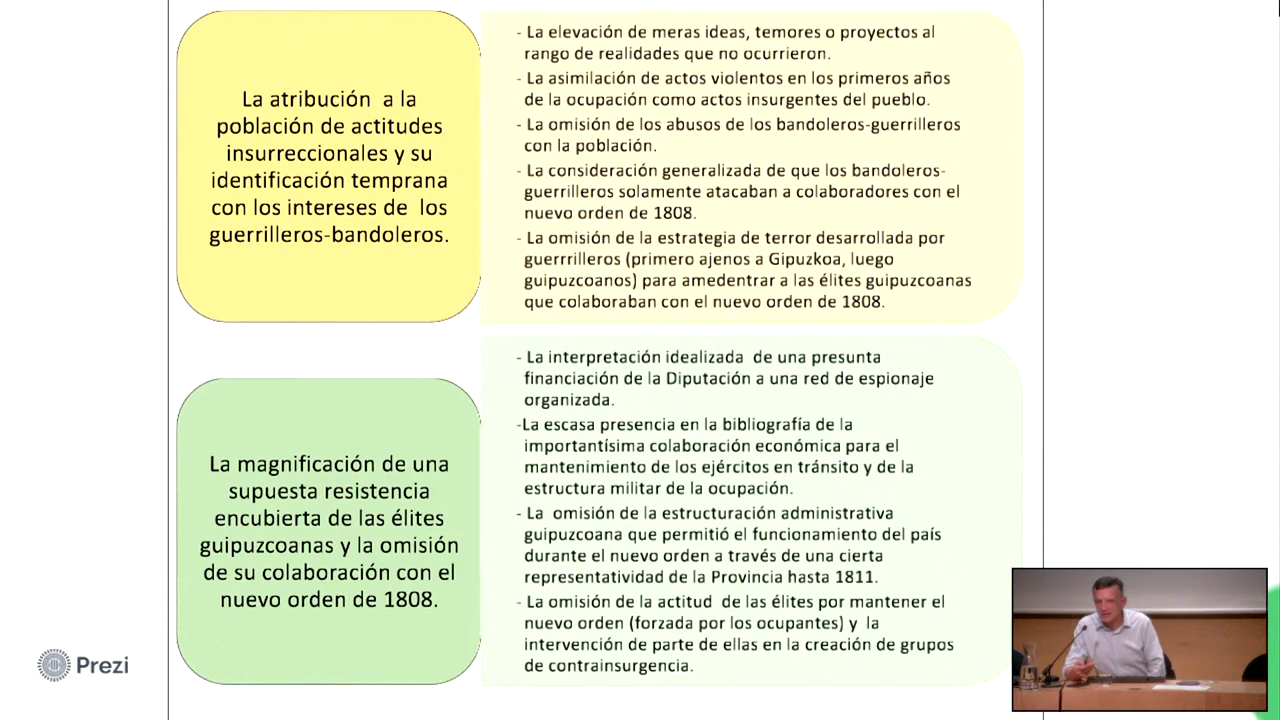 La atribución a la
población de actitudes
insurreccionales y su
identificación temprana
con los intereses de los
guerrilleros-bandoleros.
- La elevación de meras ideas, temores o proyectos al
rango de realidades que no ocurrieron.
- La asimilación de actos violentos en los primeros años
de la ocupación como actos insurgentes del pueblo.
- La omisión de los abusos de los bandoleros-guerrilleros
con la población.
- La consideración generalizada de que los bandoleros-
guerrilleros solamente atacaban a colaboradores con el
nuevo orden de 1808.
- La omisión de la estrategia de terror desarrollada por
guerrrilleros (primero ajenos a Gipuzkoa, luego
guipuzcoanos) para amedentrar a las élites guipuzcoanas
que colaboraban con el nuevo orden de 1808.
La magnificación de una
supuesta resistencia
encubierta de las élites
guipuzcoanas y la omisión
de su colaboración con el
nuevo orden de 1808.
- La interpretación idealizada de una presunta
financiación de la Diputación a una red de espionaje
organizada.
-La escasa presencia en la bibliografía de la
importantísima colaboración económica para el
mantenimiento de los ejércitos en tránsito y de la
estructura militar de la ocupación.
- La omisión de la estructuración administrativa
guipuzcoana que permitió el funcionamiento del país
durante el nuevo orden a través de una cierta
representatividad de la Provincia hasta 1811.
- La omisión de la actitud de las élites por mantener el
nuevo orden (forzada por los ocupantes) y la
intervención de parte de ellas en la creación de grupos
de contrainsurgencia.
Prezi